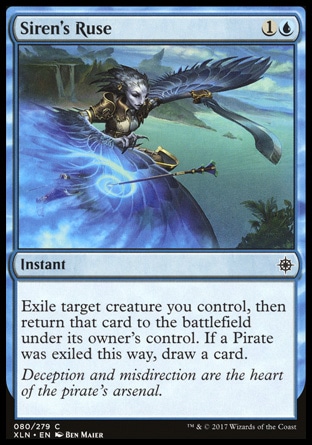 Siren's Ruse 1
Instant
Exile target creature you control, then
return that card to the battlefield
under its owner's control. If a Pirate
was exiled this way, draw a card.
Deception and misdirection are the heart
of the pirate's arsenal.
080/279 C
XLN • EN Ben Maier ™ & © 2017 Wizards of the Coast